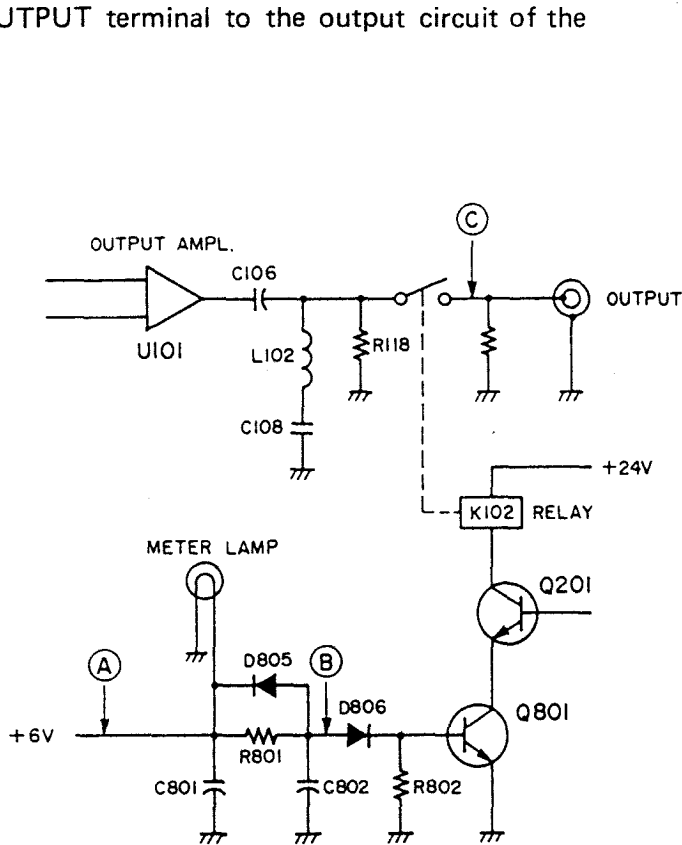 UTPUT terminal to the output circuit of the
C
OUTPUT AMPL.
C106
OUTPUT
U101
L102
R118
C108
+24V
K102 RELAY
METER LAMP
Q201
A
D805
B
D806
Q801
+6V
R801
C801
C802
R802